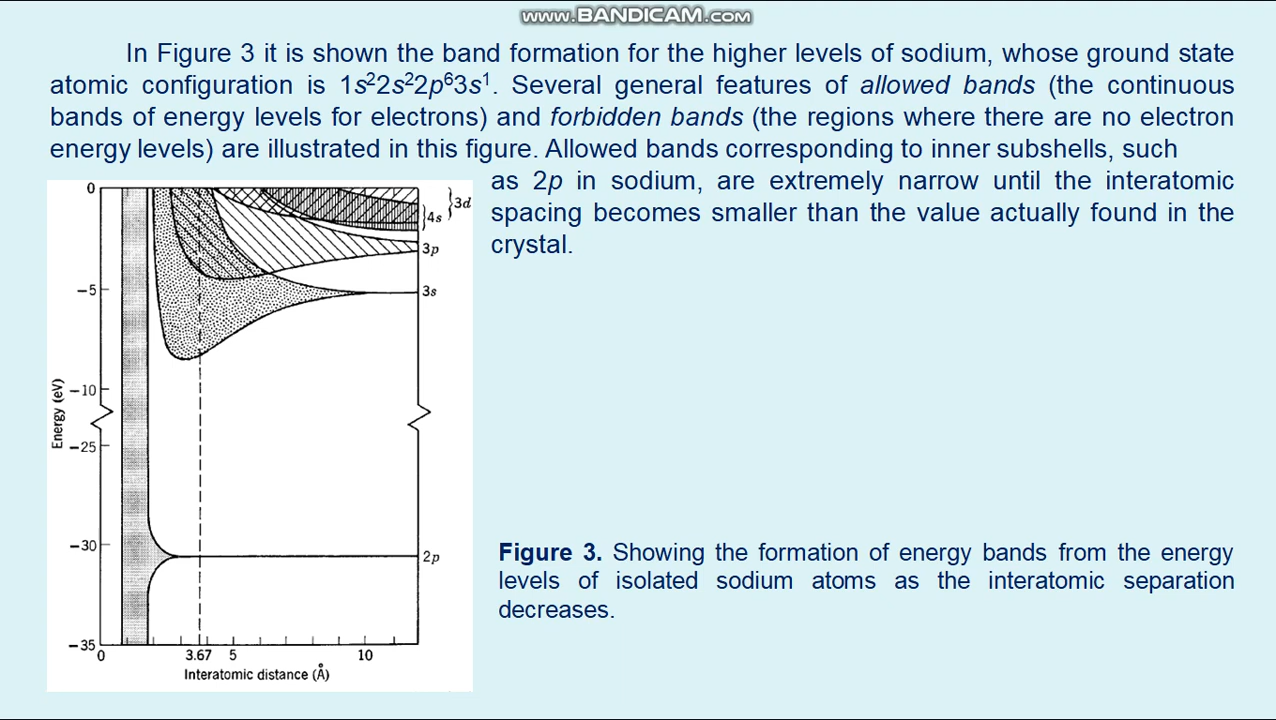 www.BANDICAM.com
In Figure 3 it is shown the band formation for the higher levels of sodium, whose ground state
atomic configuration is 1s²2s²2p⁶3s¹. Several general features of allowed bands (the continuous
bands of energy levels for electrons) and forbidden bands (the regions where there are no electron
energy levels) are illustrated in this figure. Allowed bands corresponding to inner subshells, such
as 2p in sodium, are extremely narrow until the interatomic
spacing becomes smaller than the value actually found in the
crystal.
0
3d
4s
3p
−5
3s
−10
Energy (eV)
−25
−30
2p
−35
0
3.67
5
10
Interatomic distance (Å)
Figure 3. Showing the formation of energy bands from the energy
levels of isolated sodium atoms as the interatomic separation
decreases.